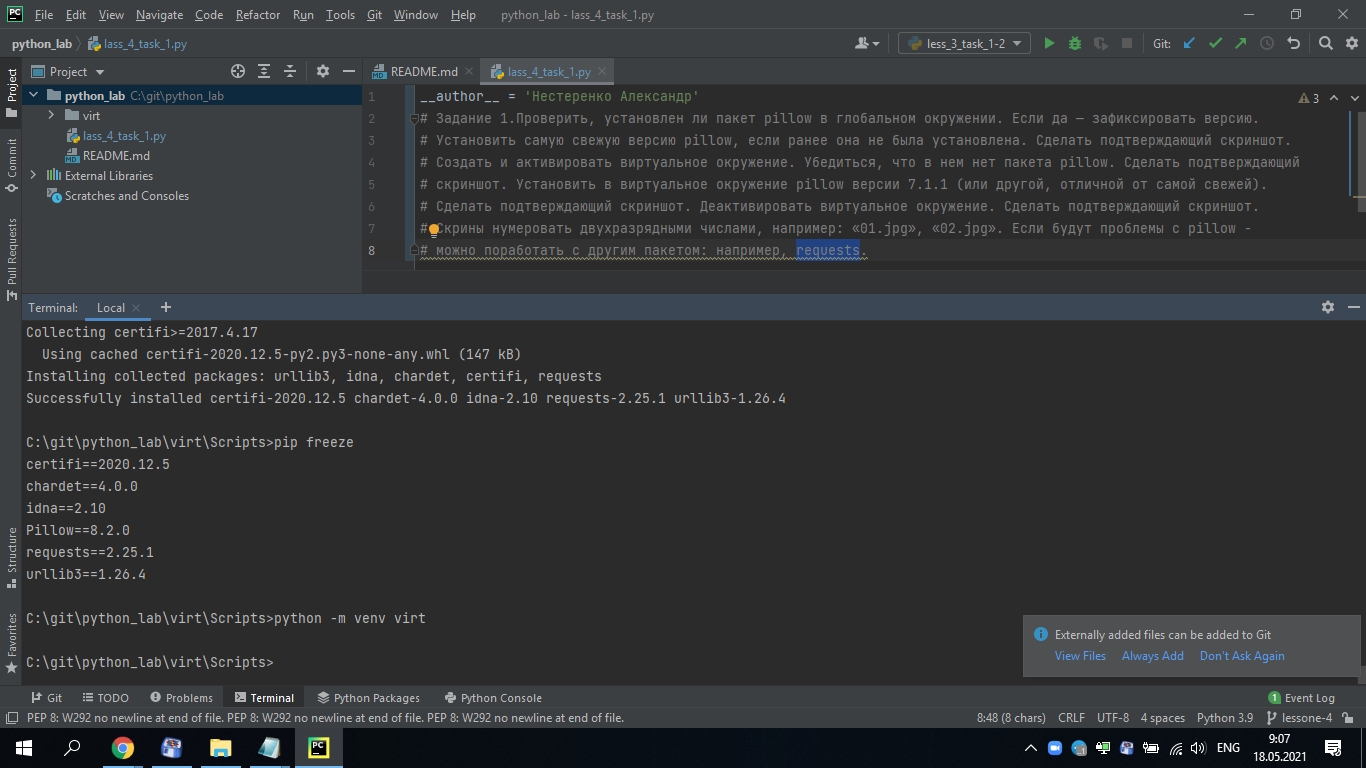 PC File Edit View Navigate Code Refactor Run Tools Git Window Help python_lab - lass_4_task_1.py
python_lab lass_4_task_1.py less_3_task_1-2 Git:
Project README.md lass_4_task_1.py
Project
python_lab C:\git\python_lab
virt
lass_4_task_1.py
README.md
External Libraries
Scratches and Consoles
Commit
Pull Requests
1 __author__ = 'Нестеренко Александр'
3
2 # Задание 1.Проверить, установлен ли пакет pillow в глобальном окружении. Если да — зафиксировать версию.
3 # Установить самую свежую версию pillow, если ранее она не была установлена. Сделать подтверждающий скриншот.
4 # Создать и активировать виртуальное окружение. Убедиться, что в нем нет пакета pillow. Сделать подтверждающий
5 # скриншот. Установить в виртуальное окружение pillow версии 7.1.1 (или другой, отличной от самой свежей).
6 # Сделать подтверждающий скриншот. Деактивировать виртуальное окружение. Сделать подтверждающий скриншот.
7 # Скрины нумеровать двухразрядными числами, например: «01.jpg», «02.jpg». Если будут проблемы с pillow -
8 # можно поработать с другим пакетом: например, requests.
Terminal: Local
Collecting certifi>=2017.4.17
Using cached certifi-2020.12.5-py2.py3-none-any.whl (147 kB)
Installing collected packages: urllib3, idna, chardet, certifi, requests
Successfully installed certifi-2020.12.5 chardet-4.0.0 idna-2.10 requests-2.25.1 urllib3-1.26.4
C:\git\python_lab\virt\Scripts>pip freeze
certifi==2020.12.5
chardet==4.0.0
idna==2.10
Pillow==8.2.0
requests==2.25.1
urllib3==1.26.4
C:\git\python_lab\virt\Scripts>python -m venv virt
C:\git\python_lab\virt\Scripts>
Structure
Favorites
Externally added files can be added to Git
View Files Always Add Don't Ask Again
Git TODO Problems Terminal Python Packages Python Console 1 Event Log
PEP 8: W292 no newline at end of file. PEP 8: W292 no newline at end of file. PEP 8: W292 no newline at end of file. 8:48 (8 chars) CRLF UTF-8 4 spaces Python 3.9 lessone-4
PC ENG 9:07
18.05.2021